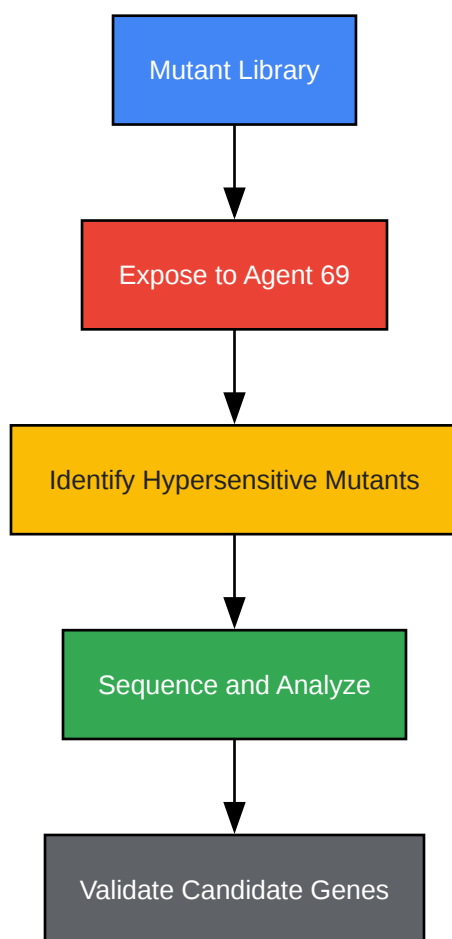 Mutant Library
Expose to Agent 69
Identify Hypersensitive Mutants
Sequence and Analyze
Validate Candidate Genes